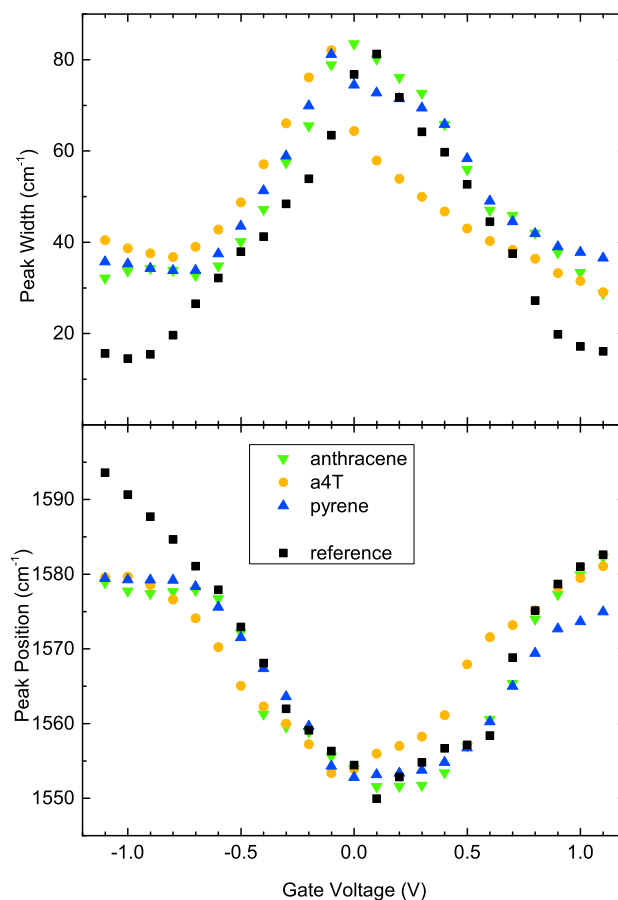 80
60
40
20
Peak Width (cm⁻¹)
anthracene
a4T
pyrene
reference
1590
1580
1570
1560
1550
Peak Position (cm⁻¹)
-1.0 -0.5 0.0 0.5 1.0
Gate Voltage (V)